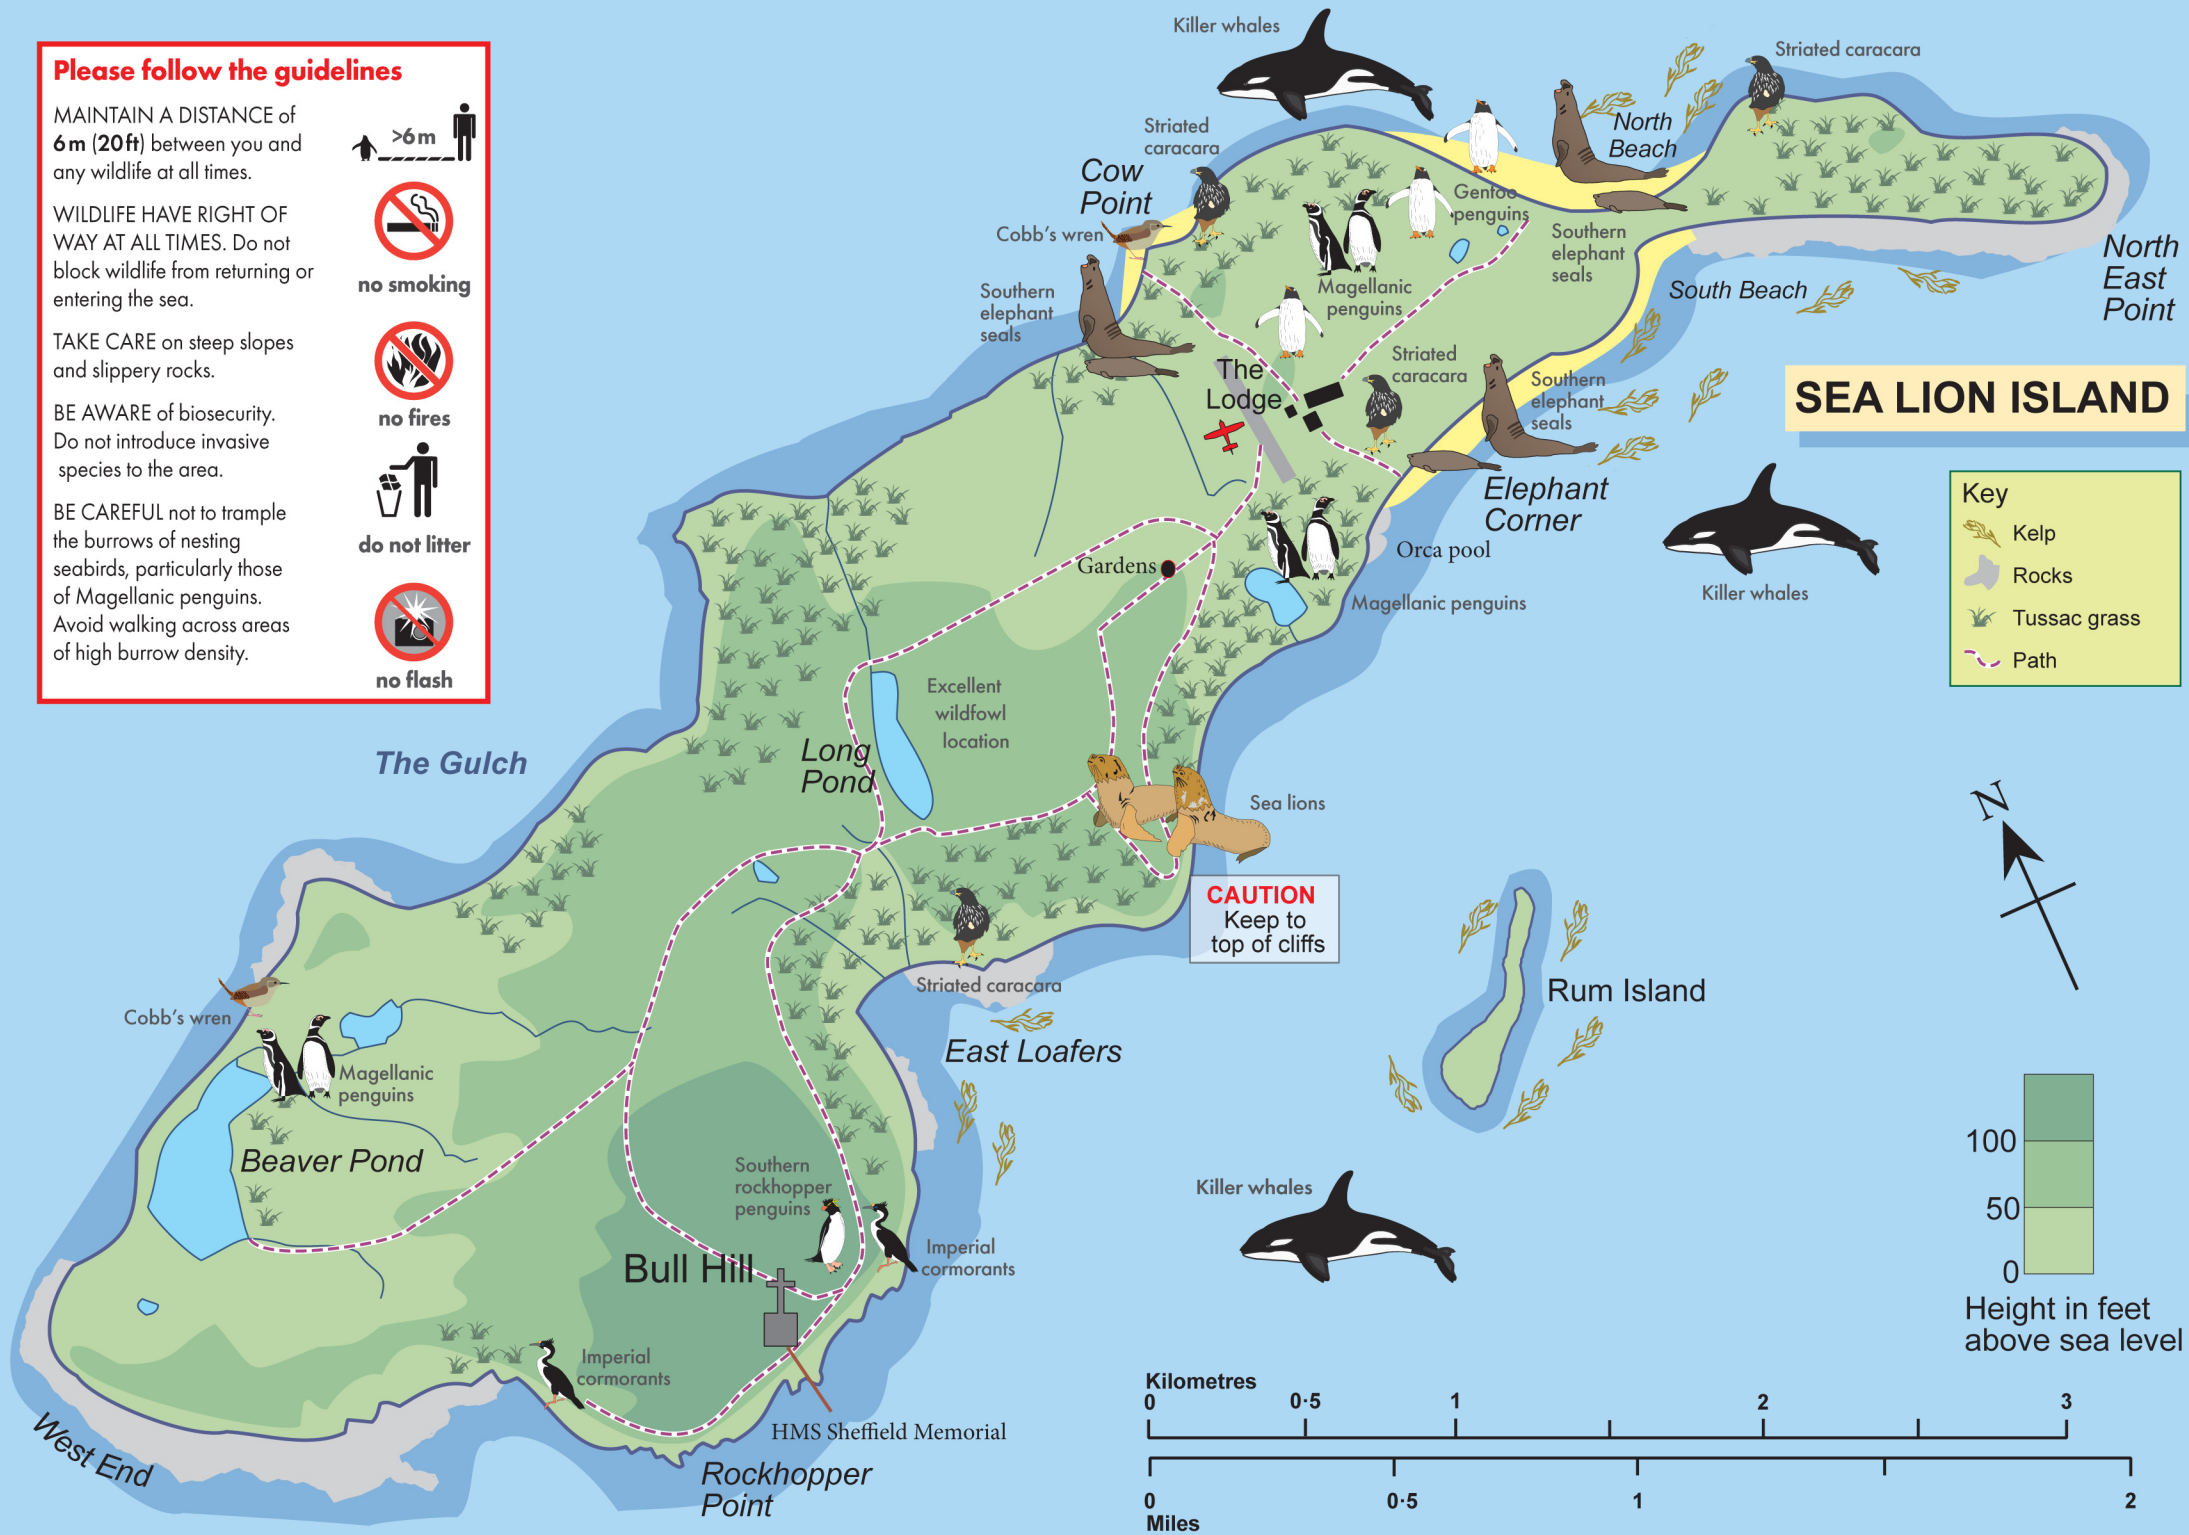 Please follow the guidelines
MAINTAIN A DISTANCE of
6m (20ft) between you and
any wildlife at all times.
>6m
WILDLIFE HAVE RIGHT OF
WAY AT ALL TIMES. Do not
block wildlife from returning or
entering the sea.
no smoking
TAKE CARE on steep slopes
and slippery rocks.
no fires
BE AWARE of biosecurity.
Do not introduce invasive
species to the area.
do not litter
BE CAREFUL not to trample
the burrows of nesting
seabirds, particularly those
of Magellanic penguins.
Avoid walking across areas
of high burrow density.
no flash
Killer whales
Striated caracara
Striated
caracara
North
Beach
Cow
Point
Gentoo
penguins
Cobb's wren
Southern
elephant
seals
Southern
elephant
seals
Magellanic
penguins
South Beach
North
East
Point
The
Lodge
Striated
caracara
Southern
elephant
seals
SEA LION ISLAND
Elephant
Corner
Orca pool
Killer whales
Key
Kelp
Rocks
Tussac grass
Path
Gardens
Magellanic penguins
Excellent
wildfowl
location
The Gulch
Long
Pond
Sea lions
N
CAUTION
Keep to
top of cliffs
Striated caracara
Rum Island
Cobb's wren
East Loafers
Magellanic
penguins
Beaver Pond
Southern
rockhopper
penguins
Killer whales
Bull Hill
Imperial
cormorants
100
50
0
Height in feet
above sea level
Imperial
cormorants
HMS Sheffield Memorial
West End
Rockhopper
Point
Kilometres
0 0·5 1 2 3
0 0·5 1 2
Miles